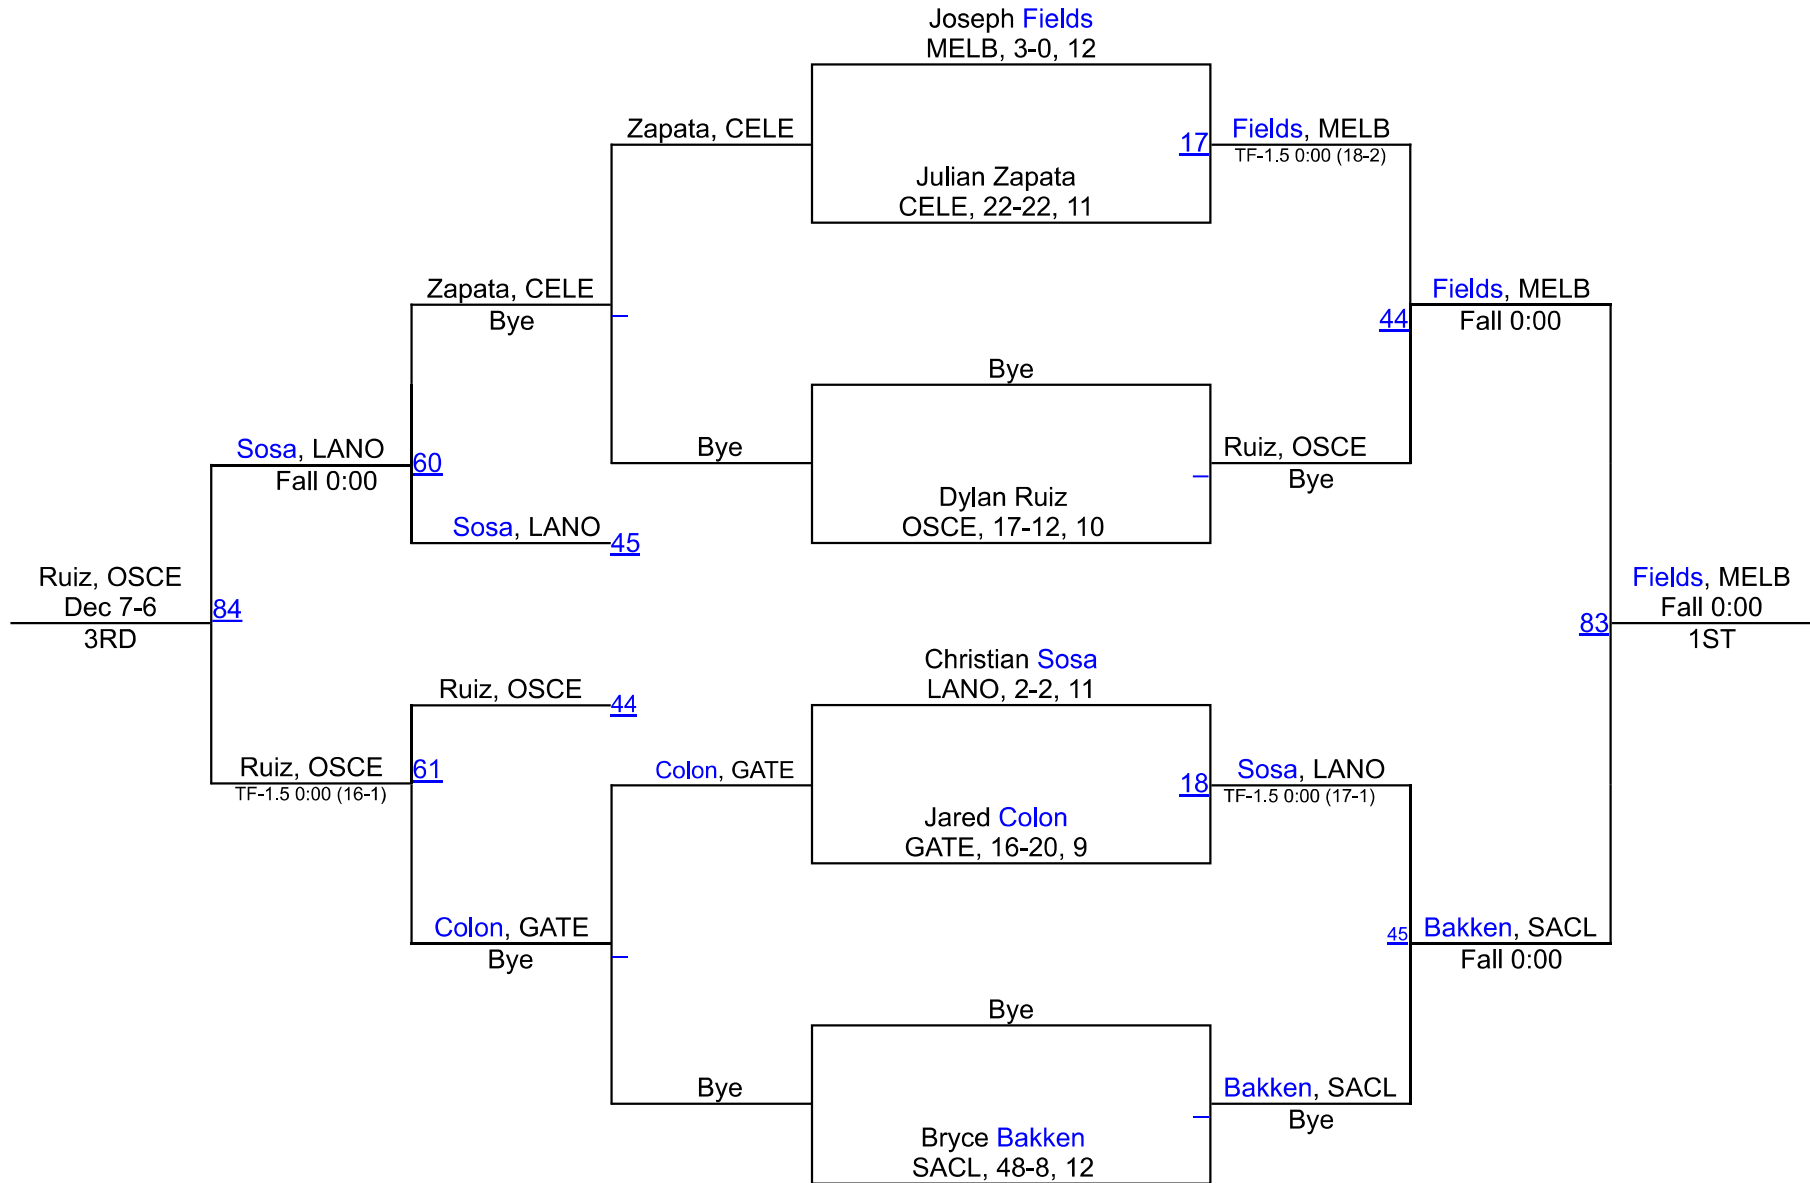 Joseph Fields
MELB, 3-0, 12
Zapata, CELE
17
Fields, MELB
TF-1.5 0:00 (18-2)
Julian Zapata
CELE, 22-22, 11
Zapata, CELE
Bye
44
Fields, MELB
Fall 0:00
Bye
Sosa, LANO
Fall 0:00
60
Bye
Ruiz, OSCE
Bye
Dylan Ruiz
OSCE, 17-12, 10
Sosa, LANO
45
Ruiz, OSCE
Dec 7-6
3RD
84
83
Fields, MELB
Fall 0:00
1ST
Christian Sosa
LANO, 2-2, 11
Ruiz, OSCE
44
Ruiz, OSCE
TF-1.5 0:00 (16-1)
61
Colon, GATE
18
Sosa, LANO
TF-1.5 0:00 (17-1)
Jared Colon
GATE, 16-20, 9
Colon, GATE
Bye
45
Bakken, SACL
Fall 0:00
Bye
Bye
Bakken, SACL
Bye
Bryce Bakken
SACL, 48-8, 12